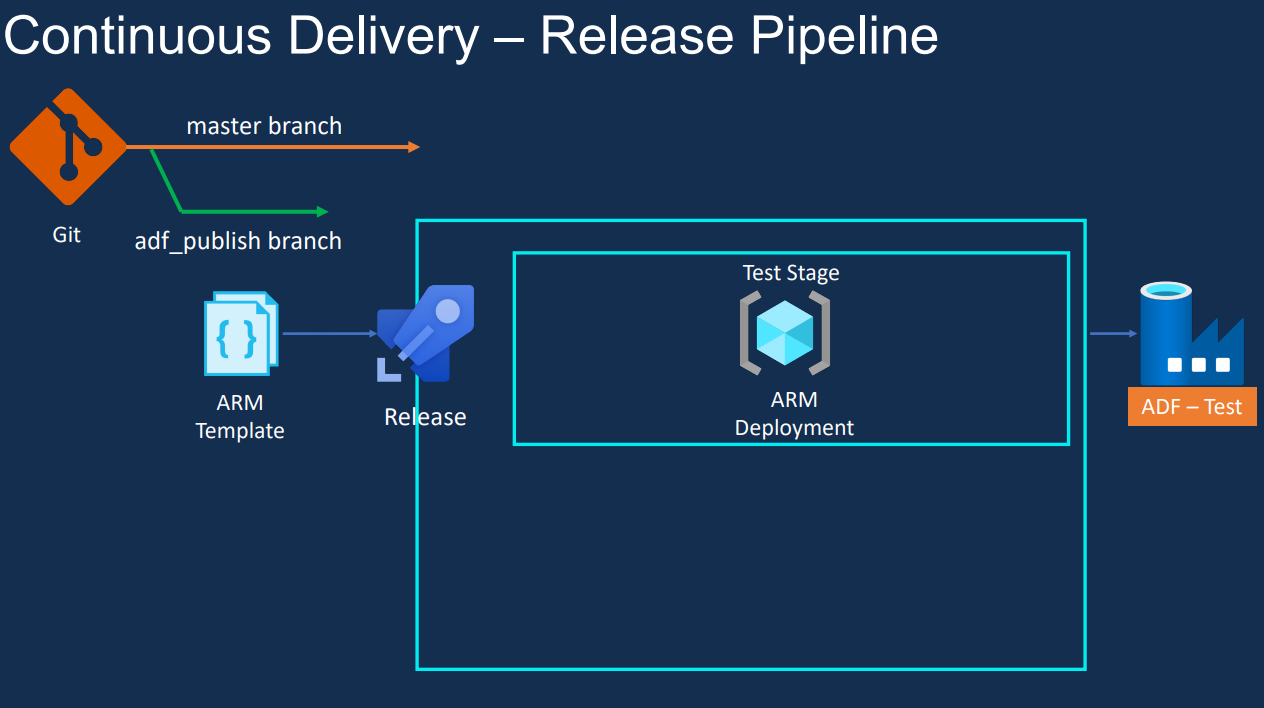 Continuous Delivery – Release Pipeline
master branch
Git
adf_publish branch
Test Stage
{ }
ARM
Template
Release
ARM
Deployment
ADF – Test